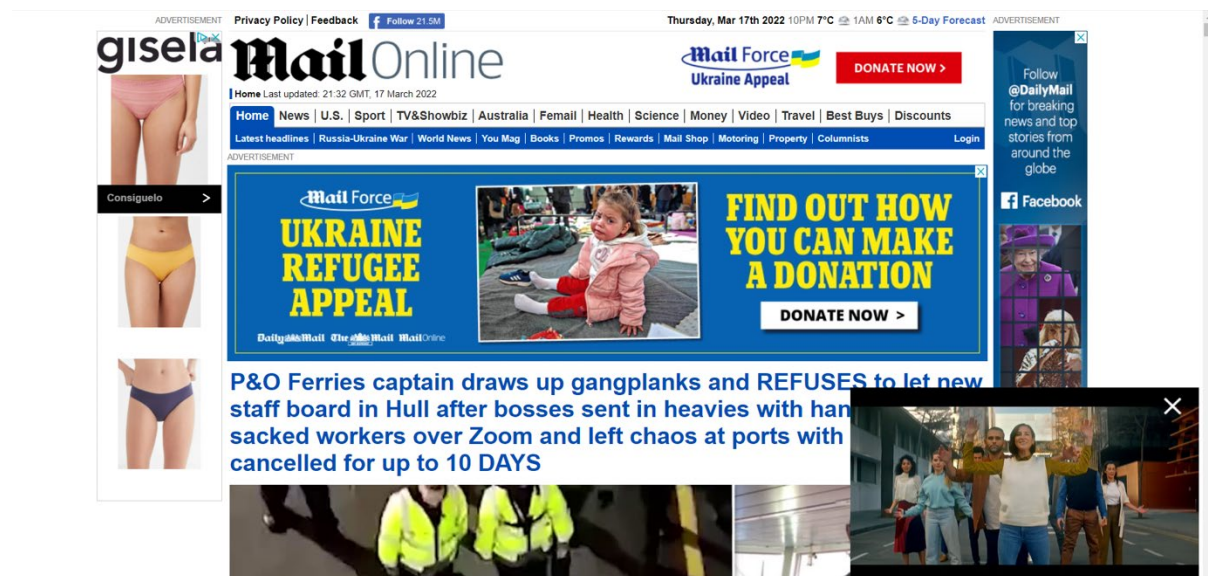 ADVERTISEMENT
Privacy Policy | Feedback
Follow 21.5M
Thursday, Mar 17th 2022 10PM 7°C 1AM 6°C 5-Day Forecast
ADVERTISEMENT
gisela
Consiguelo >
Mail Online
Home Last updated: 21:32 GMT, 17 March 2022
Mail Force
Ukraine Appeal
DONATE NOW >
Home News | U.S. | Sport | TV&Showbiz | Australia | Femail | Health | Science | Money | Video | Travel | Best Buys | Discounts
Latest headlines | Russia-Ukraine War | World News | You Mag | Books | Promos | Rewards | Mail Shop | Motoring | Property | Columnists Login
ADVERTISEMENT
Mail Force
UKRAINE
REFUGEE
APPEAL
Daily Mail The Mail MailOnline
FIND OUT HOW
YOU CAN MAKE
A DONATION
DONATE NOW >
Follow
@DailyMail
for breaking
news and top
stories from
around the
globe
Facebook
P&O Ferries captain draws up gangplanks and REFUSES to let new
staff board in Hull after bosses sent in heavies with han
sacked workers over Zoom and left chaos at ports with
cancelled for up to 10 DAYS